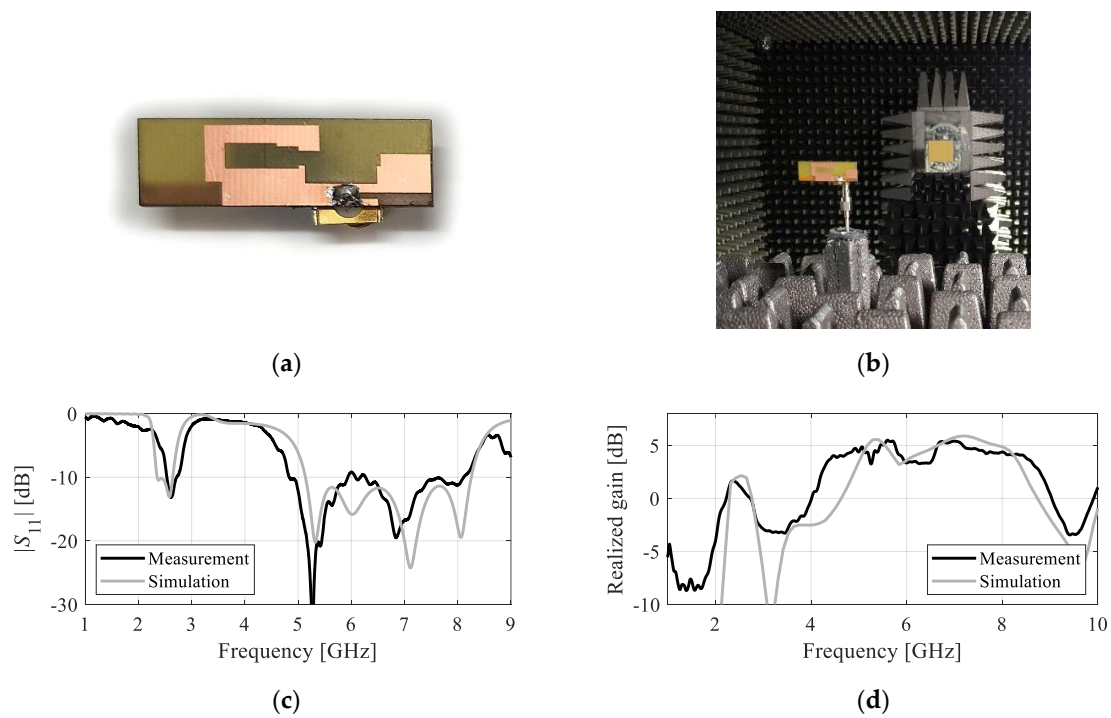 (a)
(b)
0
-10
-20
-30
|S11| [dB]
Measurement
Simulation
1 2 3 4 5 6 7 8 9
Frequency [GHz]
(c)
5
0
-5
-10
Realized gain [dB]
Measurement
Simulation
2 4 6 8 10
Frequency [GHz]
(d)